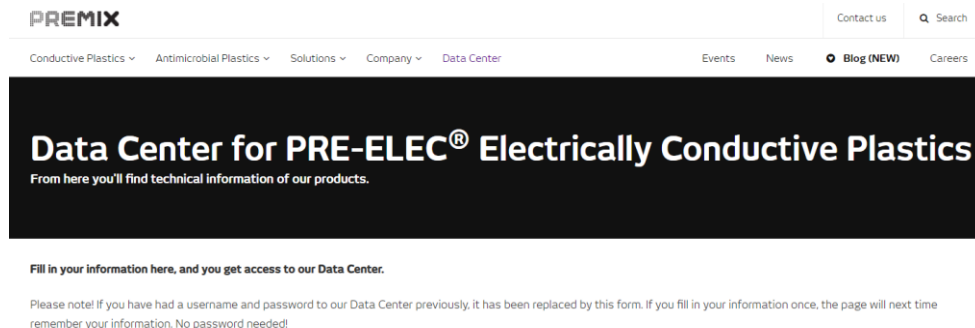 PREMIX
Contact us
Search
Conductive Plastics
Antimicrobial Plastics
Solutions
Company
Data Center
Events
News
Blog (NEW)
Careers
Data Center for PRE-ELEC® Electrically Conductive Plastics
From here you'll find technical information of our products.
Fill in your information here, and you get access to our Data Center.
Please note! If you have had a username and password to our Data Center previously, it has been replaced by this form. If you fill in your information once, the page will next time
remember your information. No password needed!